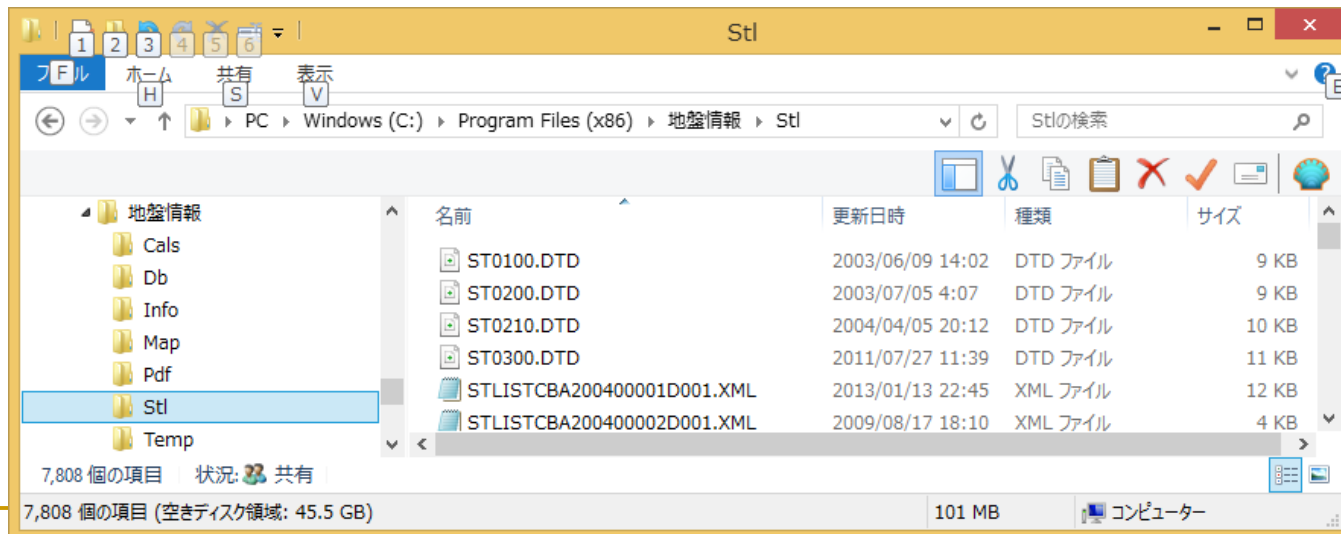 Stl
1 2 3 4 5 6
ファイル ホーム 共有 表示
F H S V E
PC Windows (C:) Program Files (x86) 地盤情報 Stl Stlの検索
地盤情報
Cals
Db
Info
Map
Pdf
Stl
Temp
名前 更新日時 種類 サイズ
ST0100.DTD 2003/06/09 14:02 DTD ファイル 9 KB
ST0200.DTD 2003/07/05 4:07 DTD ファイル 9 KB
ST0210.DTD 2004/04/05 20:12 DTD ファイル 10 KB
ST0300.DTD 2011/07/27 11:39 DTD ファイル 11 KB
STLISTCBA200400001D001.XML 2013/01/13 22:45 XML ファイル 12 KB
STLISTCBA200400002D001.XML 2009/08/17 18:10 XML ファイル 4 KB
7,808 個の項目 状況: 共有
7,808 個の項目 (空きディスク領域: 45.5 GB) 101 MB コンピューター